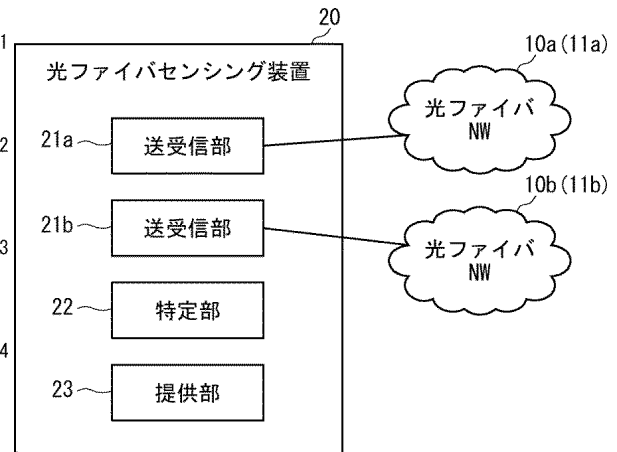 20
1
光ファイバセンシング装置
10a(11a)
光ファイバ
NW
2
21a
送受信部
10b(11b)
21b
送受信部
光ファイバ
NW
3
22
特定部
4
23
提供部